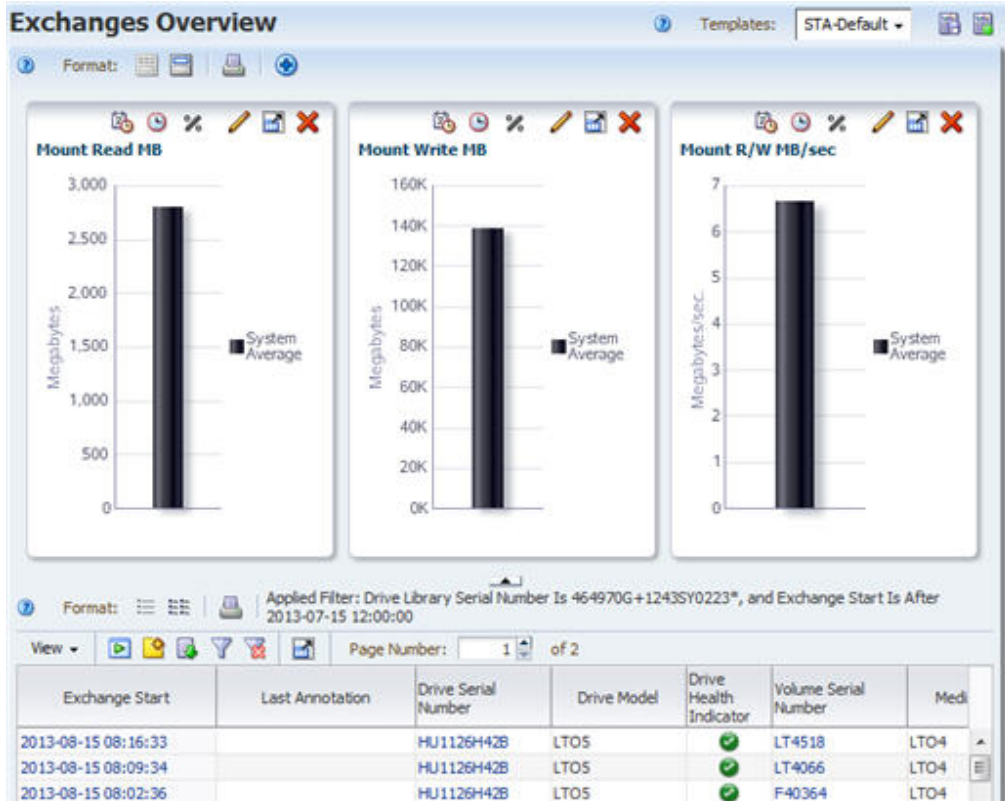 Exchanges Overview
Templates: STA-Default
Format:
Mount Read MB
3,000
2,500
2,000
1,500
1,000
500
0
Megabytes
System
Average
Mount Write MB
160K
140K
120K
100K
80K
60K
40K
20K
0K
Megabytes
System
Average
Mount R/W MB/sec
7
6
5
4
3
2
1
0
Megabytes/sec.
System
Average
Format:
Applied Filter: Drive Library Serial Number Is 464970G+1243SY0223*, and Exchange Start Is After
2013-07-15 12:00:00
View
Page Number: 1 of 2
Exchange Start
Last Annotation
Drive Serial
Number
Drive Model
Drive
Health
Indicator
Volume Serial
Number
Medi
2013-08-15 08:16:33 HU1126H42B LTO5 LT4518 LTO4
2013-08-15 08:09:34 HU1126H42B LTO5 LT4066 LTO4
2013-08-15 08:02:36 HU1126H42B LTO5 F40364 LTO4